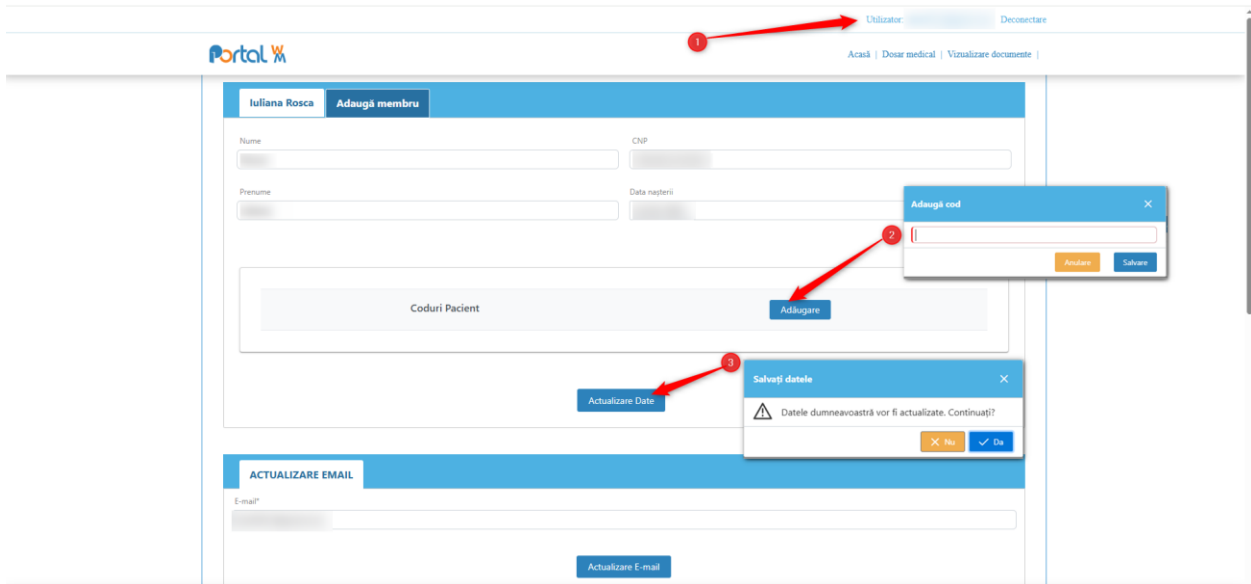 Utilizator: Deconectare
1
Portal WM
Acasă | Dosar medical | Vizualizare documente |
Iuliana Rosca Adaugă membru
Nume CNP
Prenume Data nașterii
Adaugă cod
2
Anulare Salvare
Coduri Pacient Adăugare
3
Salvați datele
Actualizare Date
Datele dumneavoastră vor fi actualizate. Continuați?
Nu Da
ACTUALIZARE EMAIL
E-mail*
Actualizare E-mail